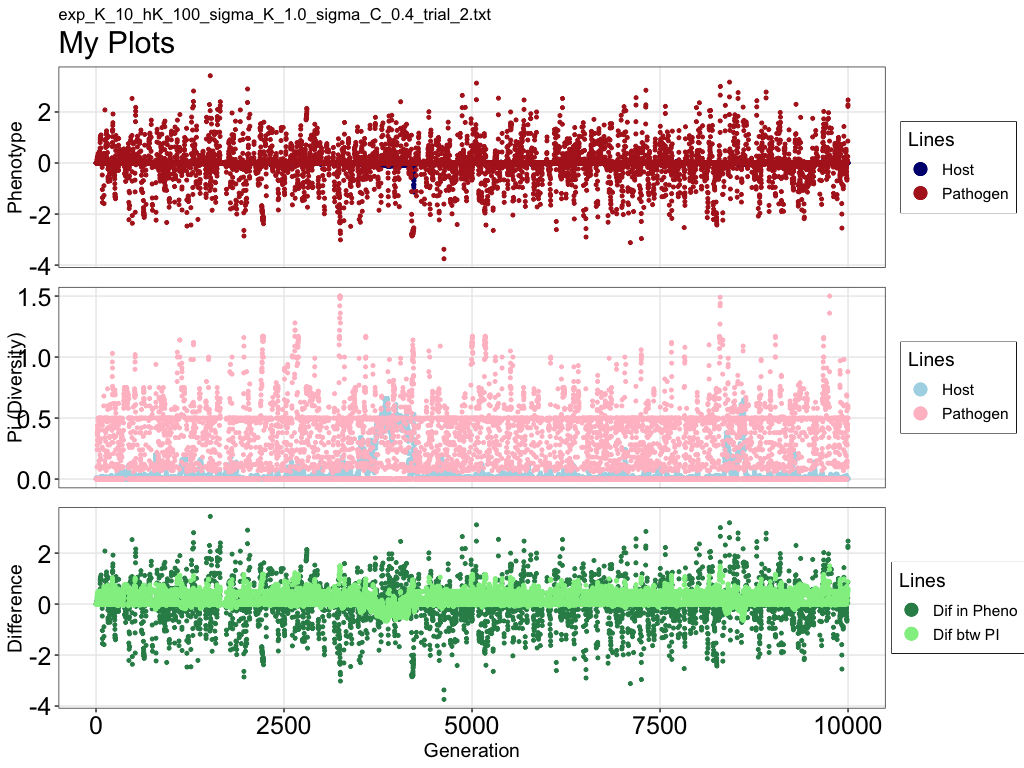 exp_K_10_hK_100_sigma_K_1.0_sigma_C_0.4_trial_2.txt
My Plots
Phenotype
2
0
-2
-4
Lines
Host
Pathogen
Pi (Diversity)
1.5
1.0
0.5
0.0
Lines
Host
Pathogen
Difference
2
0
-2
-4
Lines
Dif in Pheno
Dif btw PI
0 2500 5000 7500 10000
Generation